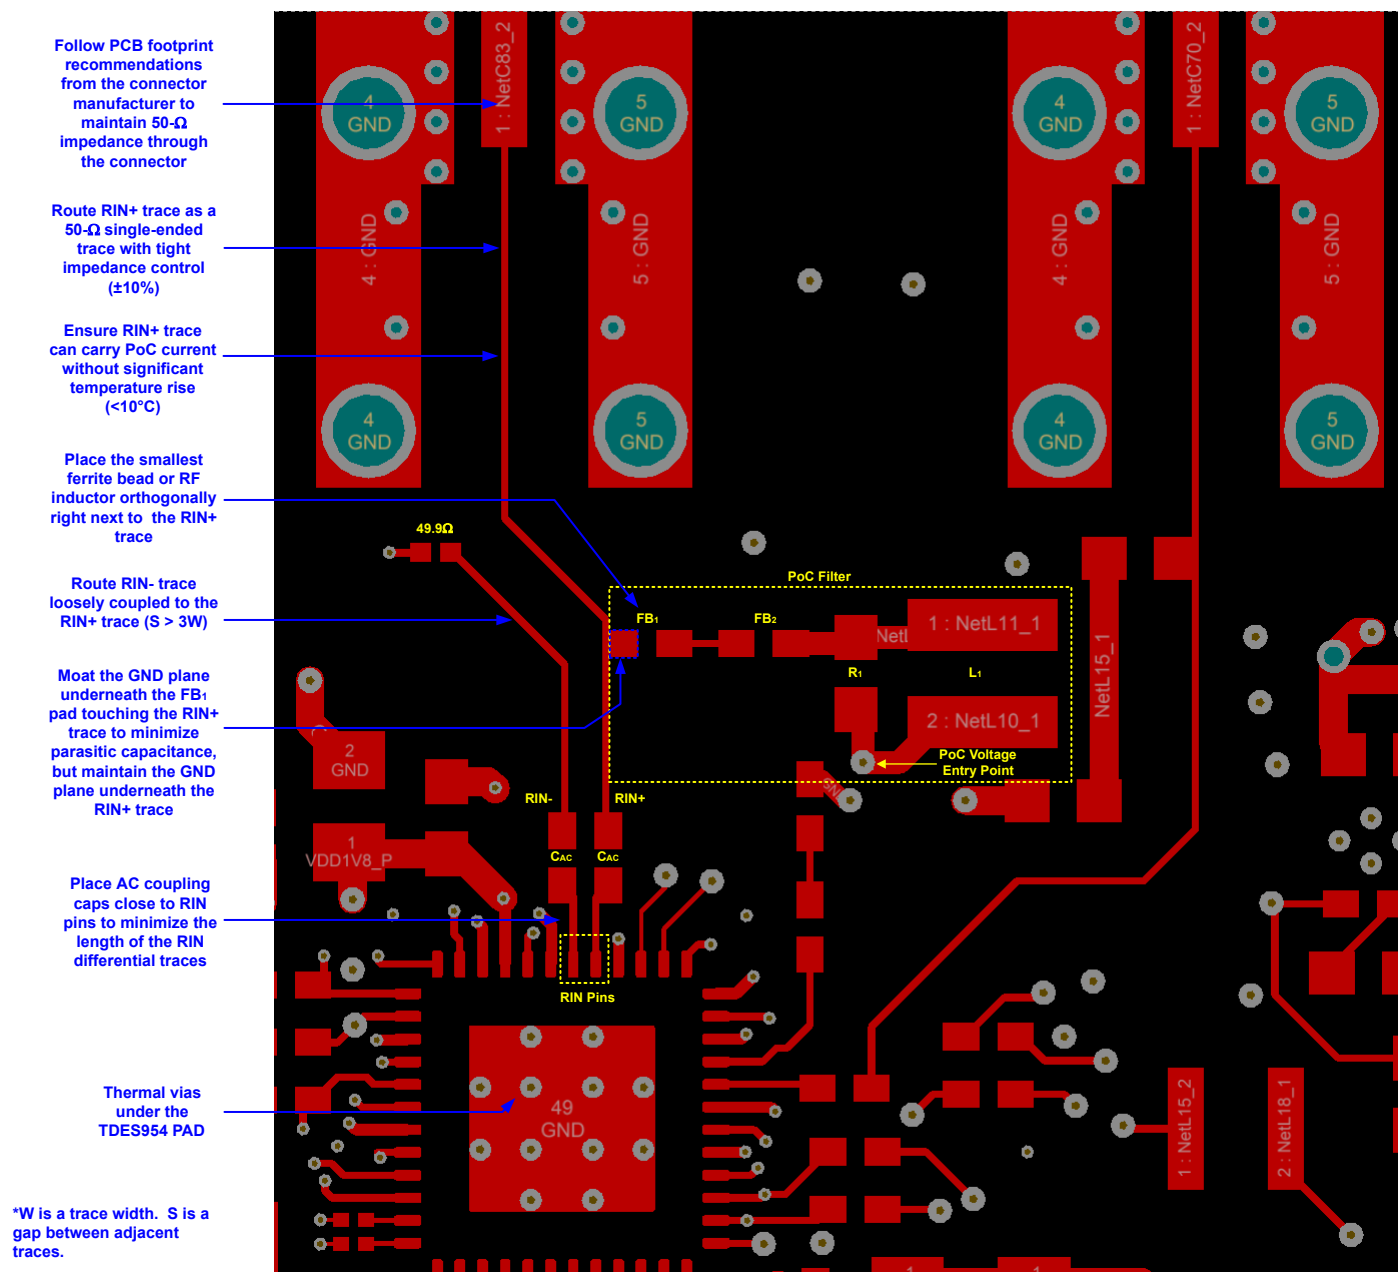 Follow PCB footprint
recommendations
from the connector
manufacturer to
maintain 50-Ω
impedance through
the connector
Route RIN+ trace as a
50-Ω single-ended
trace with tight
impedance control
(±10%)
Ensure RIN+ trace
can carry PoC current
without significant
temperature rise
(<10°C)
Place the smallest
ferrite bead or RF
inductor orthogonally
right next to the RIN+
trace
Route RIN- trace
loosely coupled to the
RIN+ trace (S > 3W)
Moat the GND plane
underneath the FB1
pad touching the RIN+
trace to minimize
parasitic capacitance,
but maintain the GND
plane underneath the
RIN+ trace
Place AC coupling
caps close to RIN
pins to minimize the
length of the RIN
differential traces
Thermal vias
under the
TDES954 PAD
*W is a trace width. S is a
gap between adjacent
traces.
1 : NetC83_2
1 : NetC70_2
4
GND
5
GND
4
GND
5
GND
4 : GND
5 : GND
4 : GND
5 : GND
4
GND
5
GND
4
GND
5
GND
49.9Ω
PoC Filter
FB1
FB2
NetL
1 : NetL11_1
R1
L1
2 : NetL10_1
NetL15_1
PoC Voltage
Entry Point
2
GND
RIN-
RIN+
1
VDD1V8_P
CAC
CAC
RIN Pins
49
GND
1 : NetL15_2
2 : NetL18_1
1
1